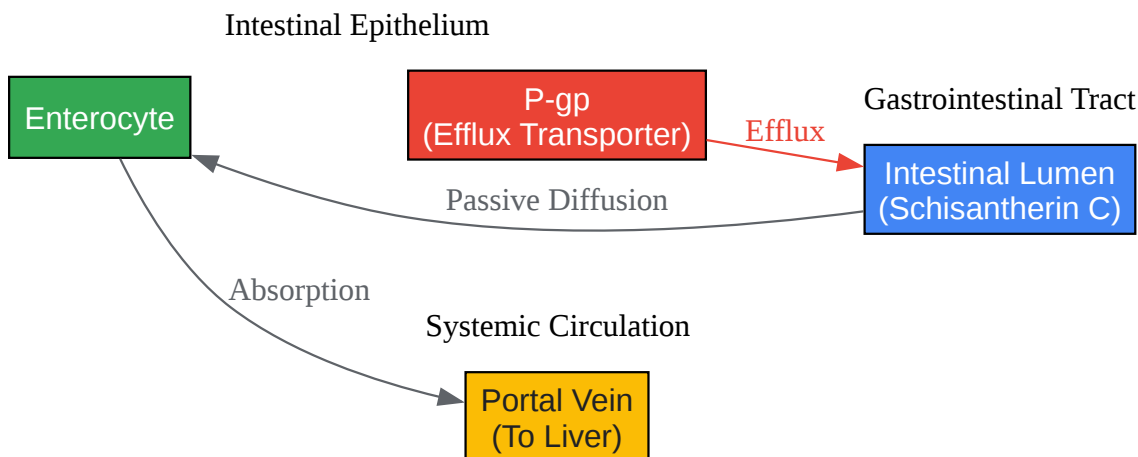 Intestinal Epithelium
Enterocyte
P-gp
(Efflux Transporter)
Efflux
Gastrointestinal Tract
Intestinal Lumen
(Schisantherin C)
Passive Diffusion
Absorption
Systemic Circulation
Portal Vein
(To Liver)